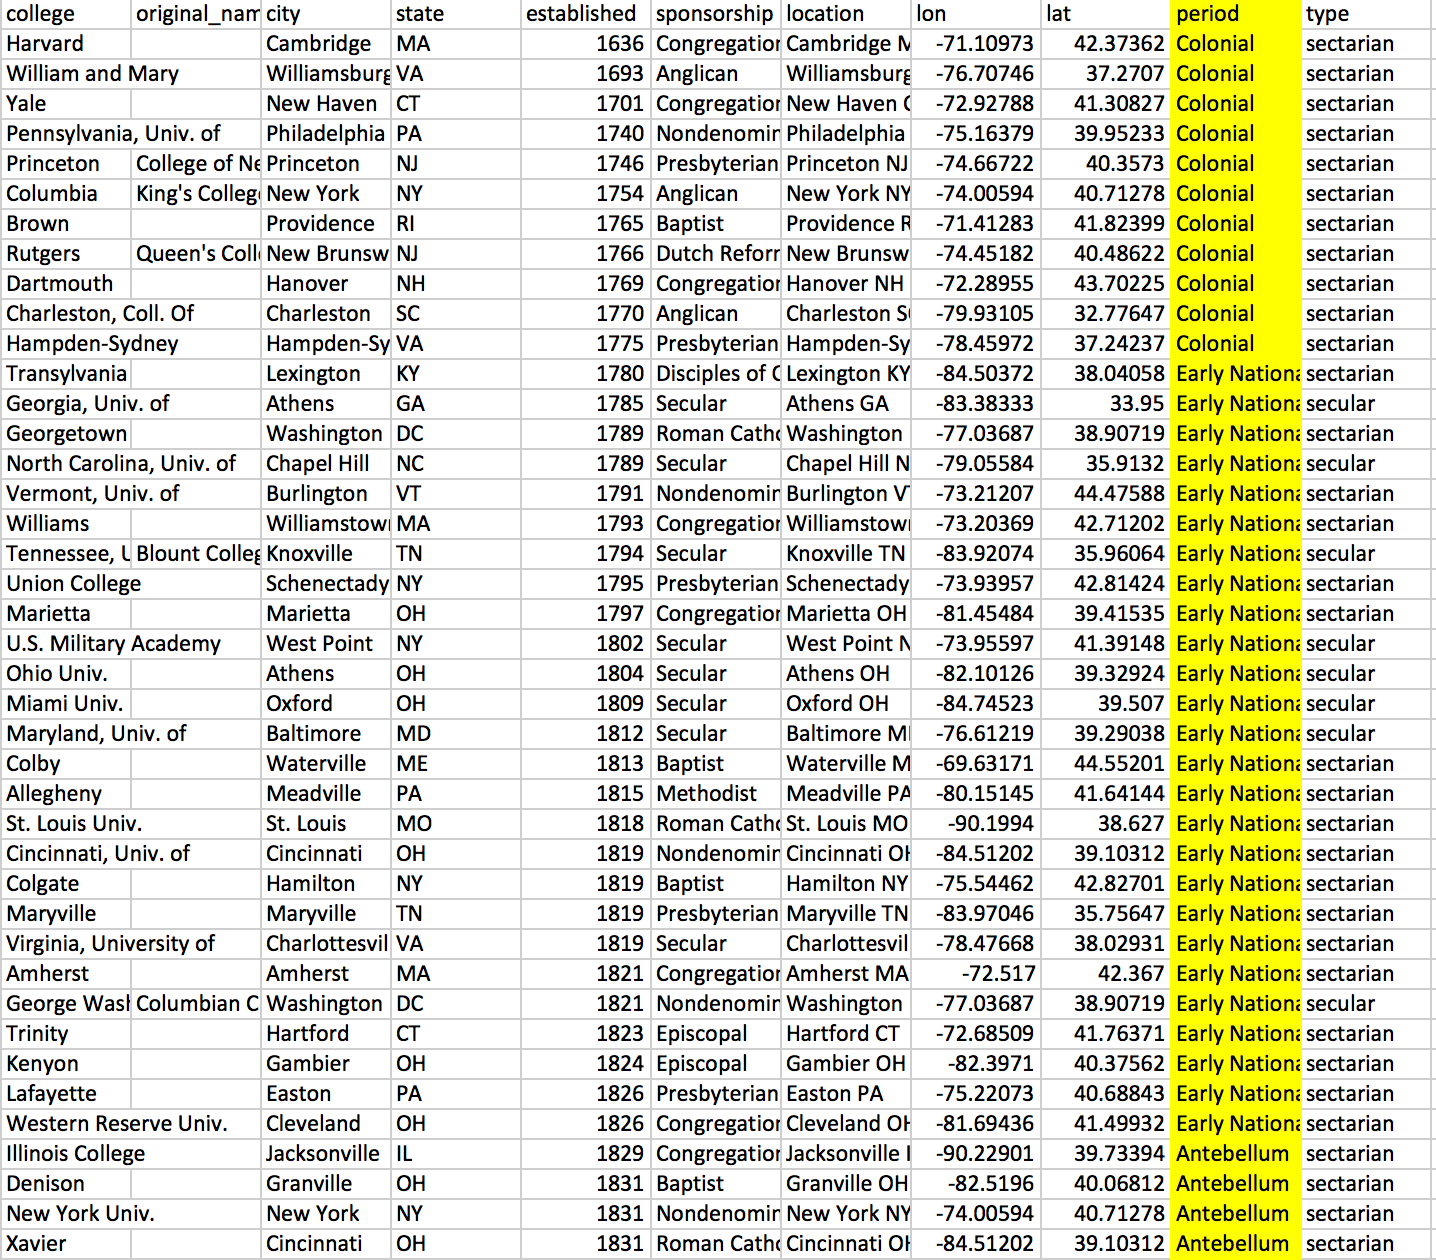 college original_nam city state established sponsorship location lon lat period type
Harvard Cambridge MA 1636 Congregation Cambridge M -71.10973 42.37362 Colonial sectarian
William and Mary Williamsburg VA 1693 Anglican Williamsburg -76.70746 37.2707 Colonial sectarian
Yale New Haven CT 1701 Congregation New Haven C -72.92788 41.30827 Colonial sectarian
Pennsylvania, Univ. of Philadelphia PA 1740 Nondenomin Philadelphia -75.16379 39.95233 Colonial sectarian
Princeton College of Ne Princeton NJ 1746 Presbyterian Princeton NJ -74.66722 40.3573 Colonial sectarian
Columbia King's College New York NY 1754 Anglican New York NY -74.00594 40.71278 Colonial sectarian
Brown Providence RI 1765 Baptist Providence R -71.41283 41.82399 Colonial sectarian
Rutgers Queen's Coll New Brunsw NJ 1766 Dutch Refor New Brunsw -74.45182 40.48622 Colonial sectarian
Dartmouth Hanover NH 1769 Congregation Hanover NH -72.28955 43.70225 Colonial sectarian
Charleston, Coll. Of Charleston SC 1770 Anglican Charleston S -79.93105 32.77647 Colonial sectarian
Hampden-Sydney Hampden-Sy VA 1775 Presbyterian Hampden-Sy -78.45972 37.24237 Colonial sectarian
Transylvania Lexington KY 1780 Disciples of C Lexington KY -84.50372 38.04058 Early Nationa sectarian
Georgia, Univ. of Athens GA 1785 Secular Athens GA -83.38333 33.95 Early Nationa secular
Georgetown Washington DC 1789 Roman Catho Washington -77.03687 38.90719 Early Nationa sectarian
North Carolina, Univ. of Chapel Hill NC 1789 Secular Chapel Hill N -79.05584 35.9132 Early Nationa secular
Vermont, Univ. of Burlington VT 1791 Nondenomin Burlington V -73.21207 44.47588 Early Nationa sectarian
Williams Williamstown MA 1793 Congregation Williamstown -73.20369 42.71202 Early Nationa sectarian
Tennessee, U Blount Colleg Knoxville TN 1794 Secular Knoxville TN -83.92074 35.96064 Early Nationa secular
Union College Schenectady NY 1795 Presbyterian Schenectady -73.93957 42.81424 Early Nationa sectarian
Marietta Marietta OH 1797 Congregation Marietta OH -81.45484 39.41535 Early Nationa sectarian
U.S. Military Academy West Point NY 1802 Secular West Point N -73.95597 41.39148 Early Nationa secular
Ohio Univ. Athens OH 1804 Secular Athens OH -82.10126 39.32924 Early Nationa secular
Miami Univ. Oxford OH 1809 Secular Oxford OH -84.74523 39.507 Early Nationa secular
Maryland, Univ. of Baltimore MD 1812 Secular Baltimore M -76.61219 39.29038 Early Nationa secular
Colby Waterville ME 1813 Baptist Waterville M -69.63171 44.55201 Early Nationa sectarian
Allegheny Meadville PA 1815 Methodist Meadville PA -80.15145 41.64144 Early Nationa sectarian
St. Louis Univ. St. Louis MO 1818 Roman Catho St. Louis MO -90.1994 38.627 Early Nationa sectarian
Cincinnati, Univ. of Cincinnati OH 1819 Nondenomin Cincinnati OH -84.51202 39.10312 Early Nationa sectarian
Colgate Hamilton NY 1819 Baptist Hamilton NY -75.54462 42.82701 Early Nationa sectarian
Maryville Maryville TN 1819 Presbyterian Maryville TN -83.97046 35.75647 Early Nationa sectarian
Virginia, University of Charlottesvil VA 1819 Secular Charlottesvil -78.47668 38.02931 Early Nationa sectarian
Amherst Amherst MA 1821 Congregation Amherst MA -72.517 42.367 Early Nationa sectarian
George Wash Columbian C Washington DC 1821 Nondenomin Washington -77.03687 38.90719 Early Nationa secular
Trinity Hartford CT 1823 Episcopal Hartford CT -72.68509 41.76371 Early Nationa sectarian
Kenyon Gambier OH 1824 Episcopal Gambier OH -82.3971 40.37562 Early Nationa sectarian
Lafayette Easton PA 1826 Presbyterian Easton PA -75.22073 40.68843 Early Nationa sectarian
Western Reserve Univ. Cleveland OH 1826 Congregation Cleveland OH -81.69436 41.49932 Early Nationa sectarian
Illinois College Jacksonville IL 1829 Congregation Jacksonville I -90.22901 39.73394 Antebellum sectarian
Denison Granville OH 1831 Baptist Granville OH -82.5196 40.06812 Antebellum sectarian
New York Univ. New York NY 1831 Nondenomin New York NY -74.00594 40.71278 Antebellum sectarian
Xavier Cincinnati OH 1831 Roman Catho Cincinnati OH -84.51202 39.10312 Antebellum sectarian